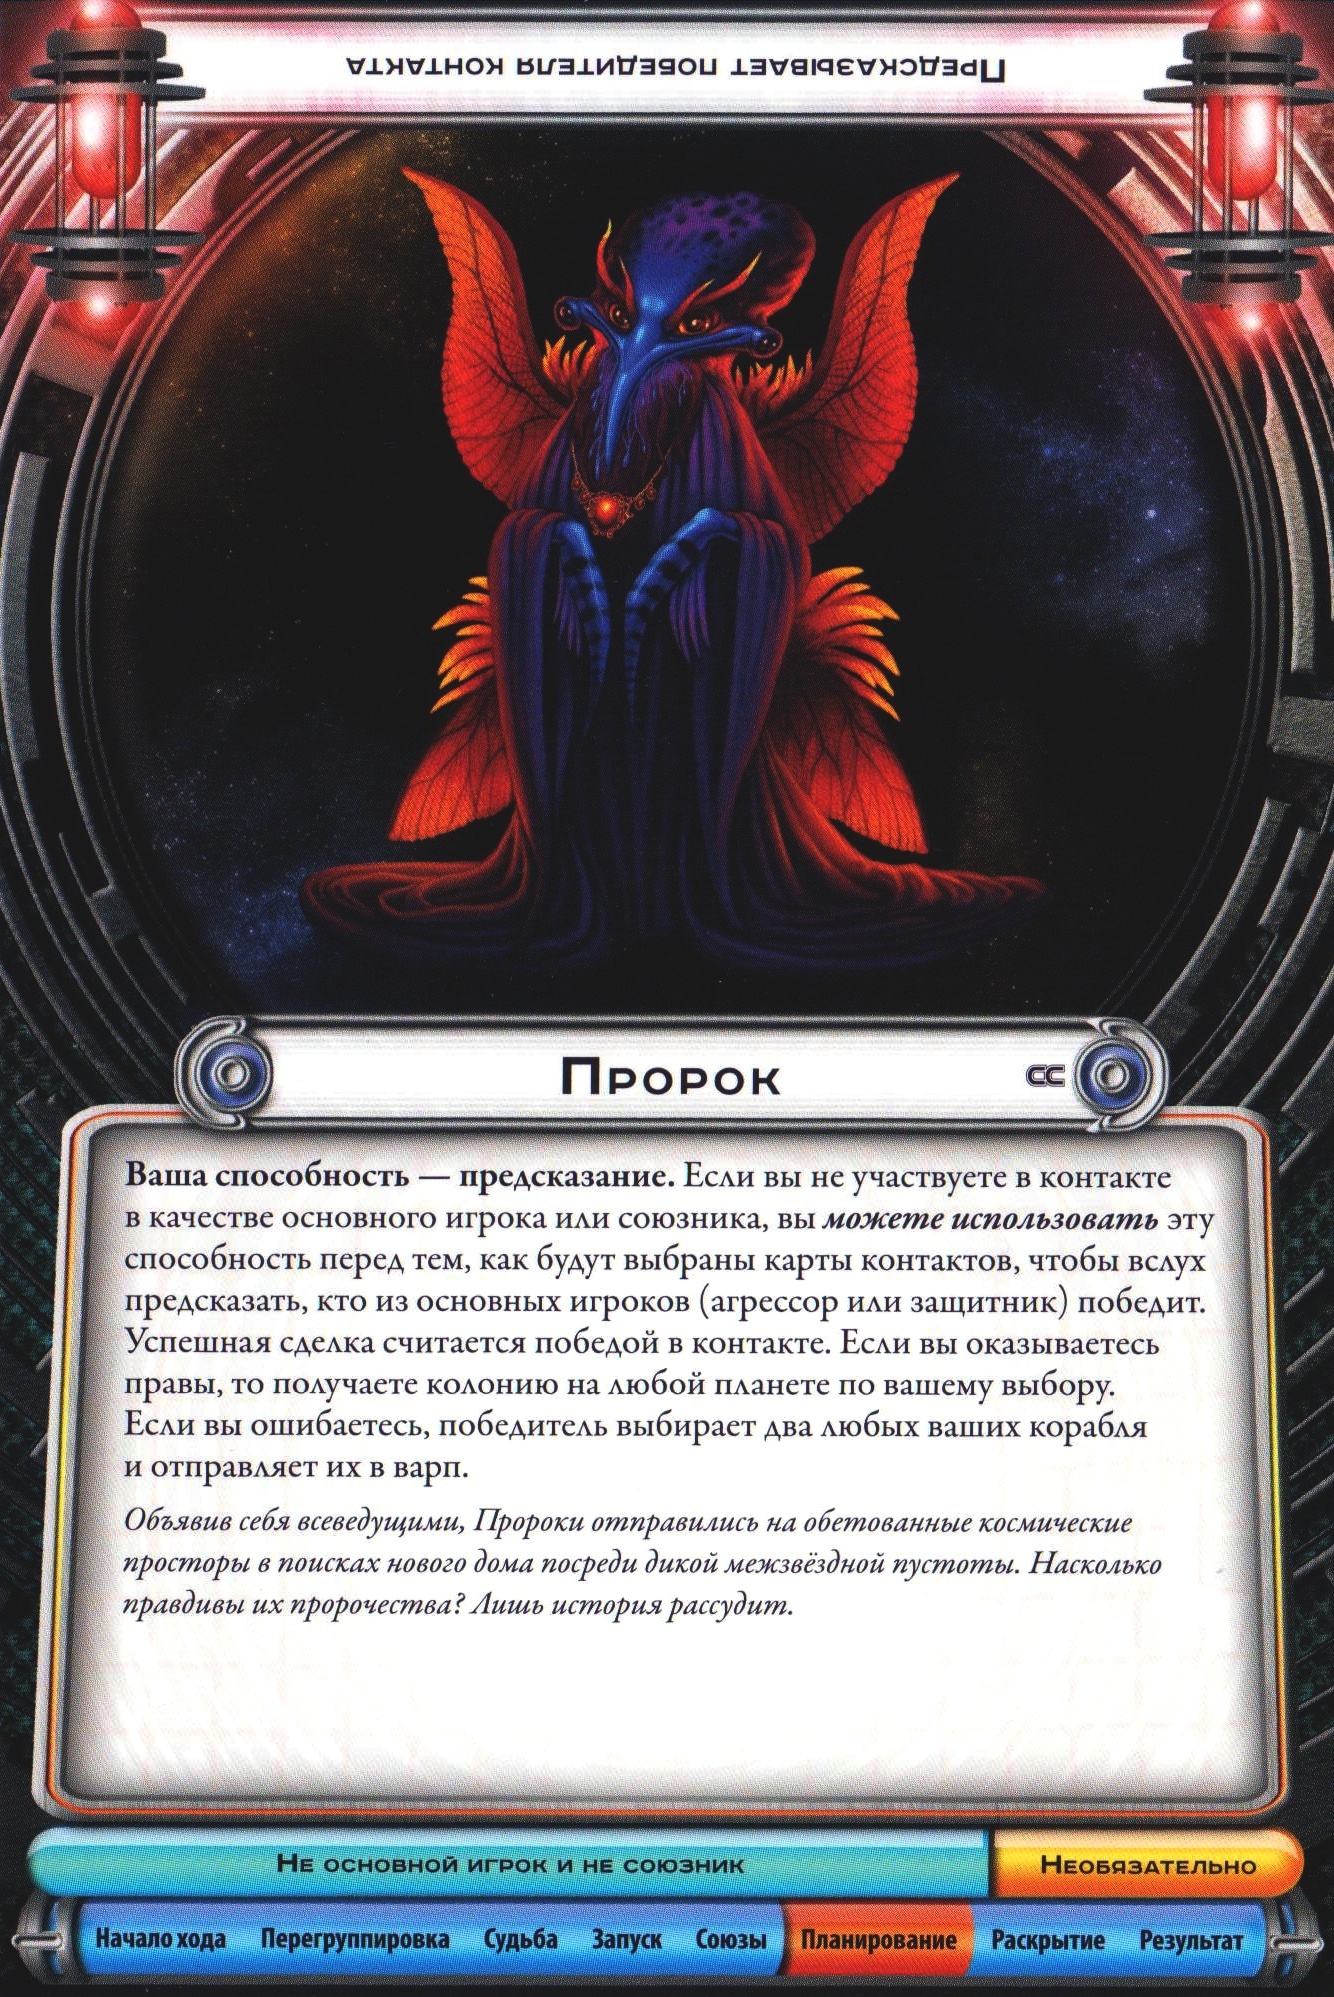 Предсказывает победителя контакта
Пророк CC
Ваша способность — предсказание. Если вы не участвуете в контакте
в качестве основного игрока или союзника, вы можете использовать эту
способность перед тем, как будут выбраны карты контактов, чтобы вслух
предсказать, кто из основных игроков (агрессор или защитник) победит.
Успешная сделка считается победой в контакте. Если вы оказываетесь
правы, то получаете колонию на любой планете по вашему выбору.
Если вы ошибаетесь, победитель выбирает два любых ваших корабля
и отправляет их в варп.
Объявив себя всеведущими, Пророки отправились на обетованные космические
просторы в поисках нового дома посреди дикой межзвёздной пустоты. Насколько
правдивы их пророчества? Лишь история рассудит.
Не основной игрок и не союзник Необязательно
Начало хода Перегруппировка Судьба Запуск Союзы Планирование Раскрытие Результат